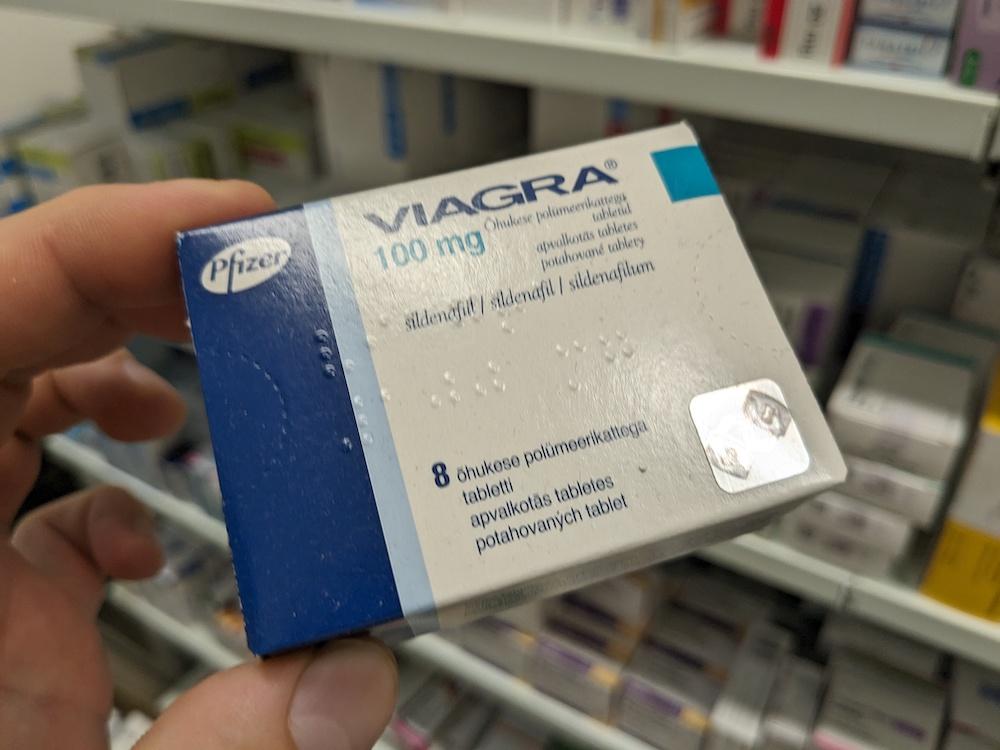 Pfizer
VIAGRA®
100 mg
Õhukese polümeerikattega
tabletid
apvalkotās tabletes
potahované tablety
sildenafiil / sildenafil / sildenafilum
8 õhukese polümeerikattega
tabletti
apvalkotās tabletes
potahovaných tablet